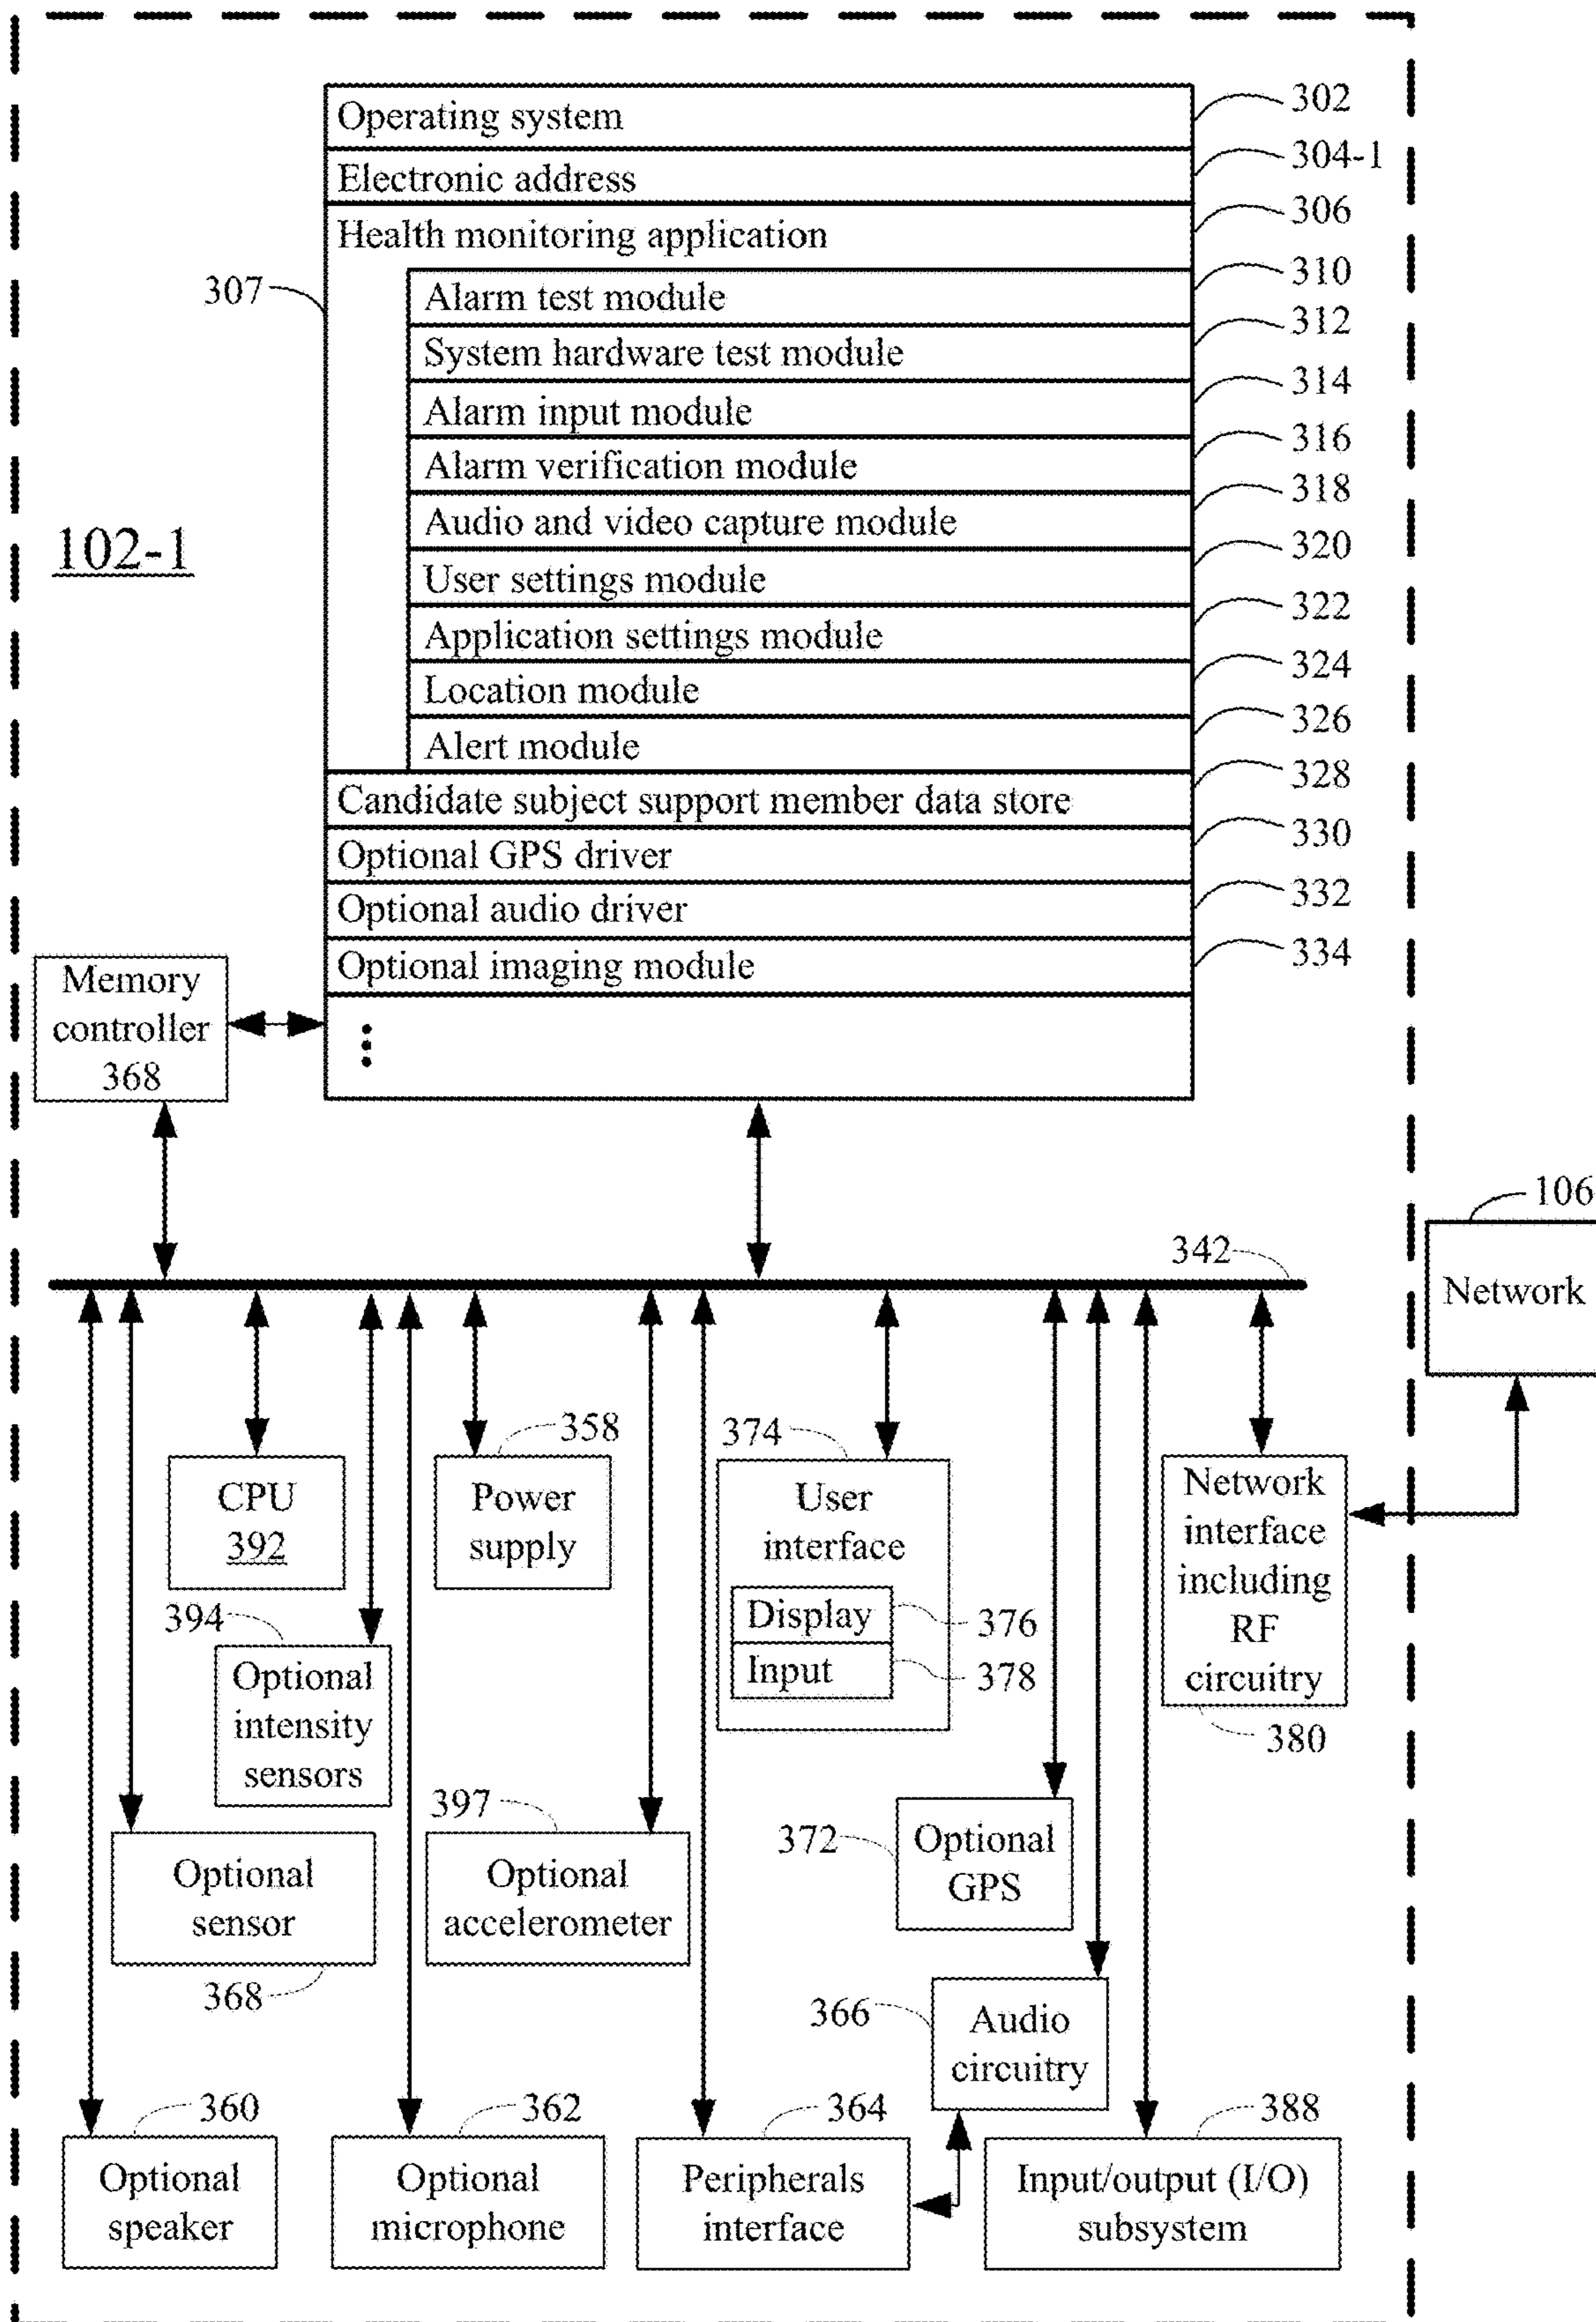 Operating system
302
Electronic address
304-1
Health monitoring application
306
307
Alarm test module
310
System hardware test module
312
Alarm input module
314
Alarm verification module
316
Audio and video capture module
318
102-1
User settings module
320
Application settings module
322
Location module
324
Alert module
326
Candidate subject support member data store
328
Optional GPS driver
330
Optional audio driver
332
Optional imaging module
334
Memory
controller
368
106
Network
342
CPU
392
358
Power
supply
374
User
interface
Display
376
Input
378
Network
interface
including
RF
circuitry
380
394
Optional
intensity
sensors
Optional
sensor
368
397
Optional
accelerometer
372
Optional
GPS
366
Audio
circuitry
360
Optional
speaker
362
Optional
microphone
364
Peripherals
interface
388
Input/output (I/O)
subsystem